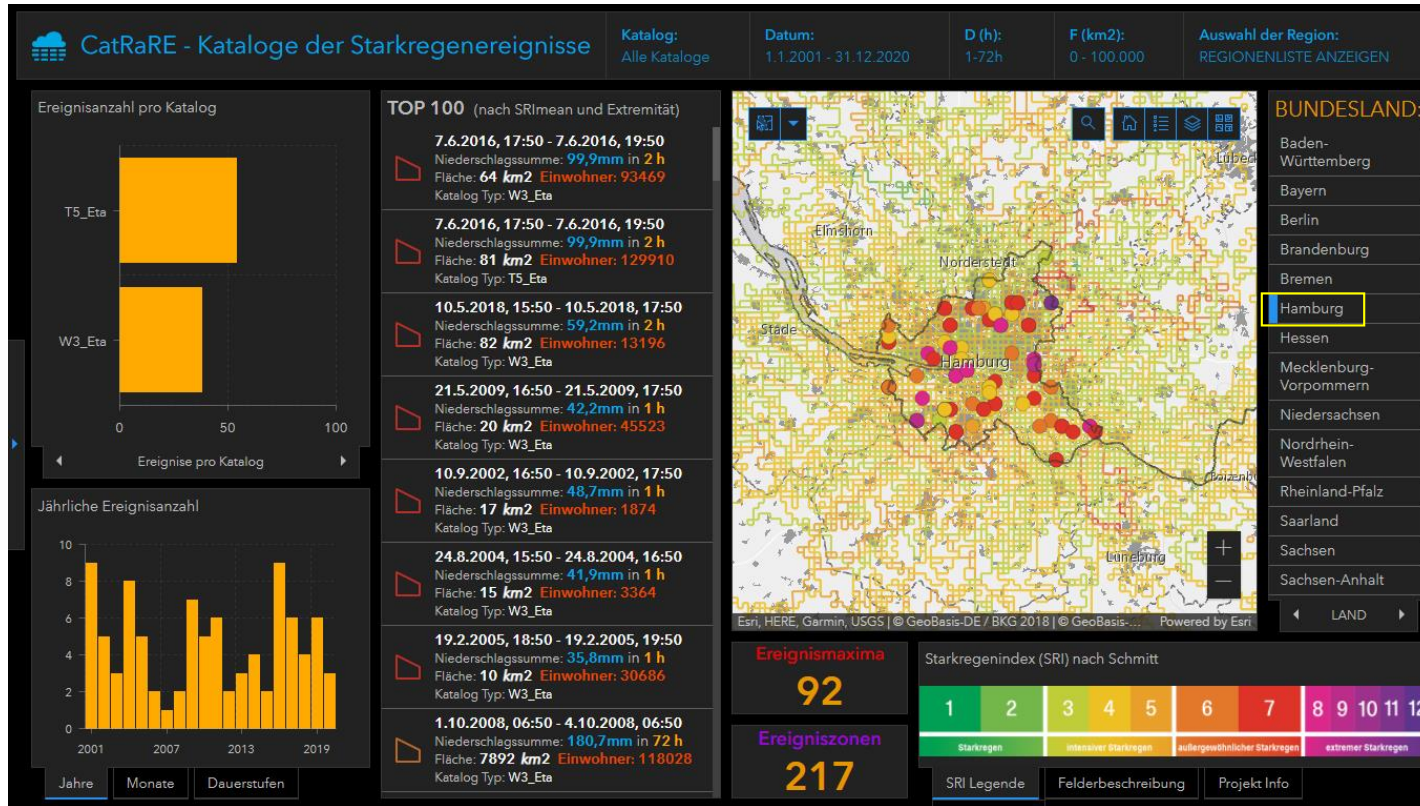 CatRaRE - Kataloge der Starkregenereignisse
Katalog:
Alle Kataloge
Datum:
1.1.2001 - 31.12.2020
D (h):
1-72h
F (km2):
0 - 100.000
Auswahl der Region:
REGIONENLISTE ANZEIGEN
Ereignisanzahl pro Katalog
T5_Eta
W3_Eta
0
50
100
Ereignise pro Katalog
Jährliche Ereignisanzahl
10
8
6
4
2
0
2001
2007
2013
2019
Jahre
Monate
Dauerstufen
TOP 100 (nach SRImean und Extremität)
7.6.2016, 17:50 - 7.6.2016, 19:50
Niederschlagssumme: 99,9mm in 2 h
Fläche: 64 km2 Einwohner: 93469
Katalog Typ: W3_Eta
7.6.2016, 17:50 - 7.6.2016, 19:50
Niederschlagssumme: 99,9mm in 2 h
Fläche: 81 km2 Einwohner: 129910
Katalog Typ: T5_Eta
10.5.2018, 15:50 - 10.5.2018, 17:50
Niederschlagssumme: 59,2mm in 2 h
Fläche: 82 km2 Einwohner: 13196
Katalog Typ: W3_Eta
21.5.2009, 16:50 - 21.5.2009, 17:50
Niederschlagssumme: 42,2mm in 1 h
Fläche: 20 km2 Einwohner: 45523
Katalog Typ: W3_Eta
10.9.2002, 16:50 - 10.9.2002, 17:50
Niederschlagssumme: 48,7mm in 1 h
Fläche: 17 km2 Einwohner: 1874
Katalog Typ: W3_Eta
24.8.2004, 15:50 - 24.8.2004, 16:50
Niederschlagssumme: 41,9mm in 1 h
Fläche: 15 km2 Einwohner: 3364
Katalog Typ: W3_Eta
19.2.2005, 18:50 - 19.2.2005, 19:50
Niederschlagssumme: 35,8mm in 1 h
Fläche: 10 km2 Einwohner: 30686
Katalog Typ: W3_Eta
1.10.2008, 06:50 - 4.10.2008, 06:50
Niederschlagssumme: 180,7mm in 72 h
Fläche: 7892 km2 Einwohner: 118028
Katalog Typ: W3_Eta
Lübeck
Elmshorn
Norderstedt
Stade
Hamburg
Lüneburg
Esri, HERE, Garmin, USGS | © GeoBasis-DE / BKG 2018 | © GeoBasis-... Powered by Esri
BUNDESLAND:
Baden-
Württemberg
Bayern
Berlin
Brandenburg
Bremen
Hamburg
Hessen
Mecklenburg-
Vorpommern
Niedersachsen
Nordrhein-
Westfalen
Rheinland-Pfalz
Saarland
Sachsen
Sachsen-Anhalt
LAND
Ereignismaxima
92
Ereigniszonen
217
Starkregenindex (SRI) nach Schmitt
1 2 3 4 5 6 7 8 9 10 11 12
Starkregen
intensiver Starkregen
außergewöhnlicher Starkregen
extremer Starkregen
SRI Legende
Felderbeschreibung
Projekt Info